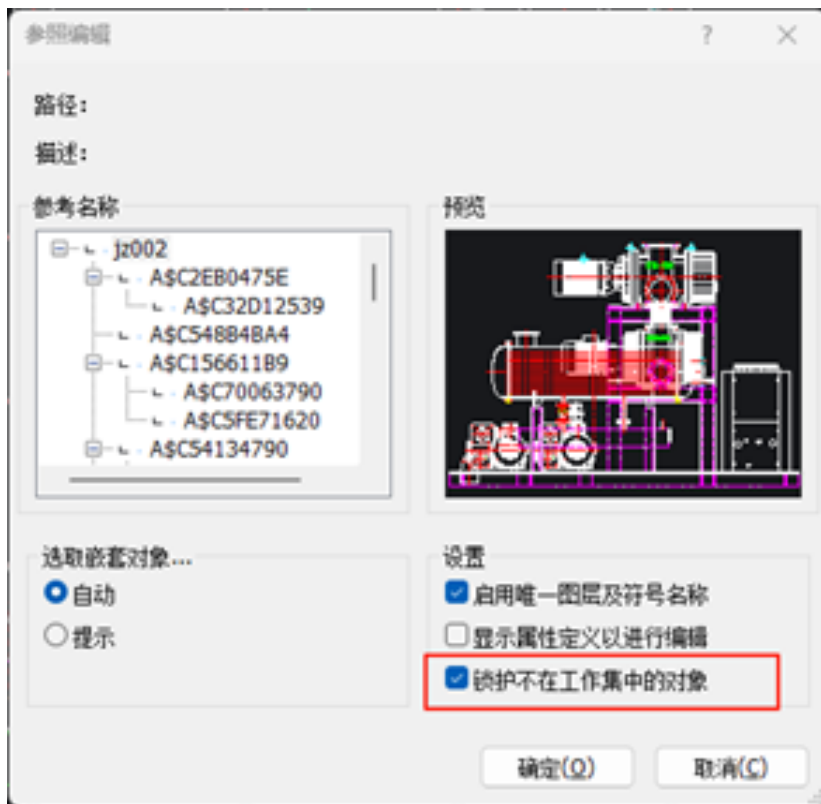 参照编辑
?
路径:
描述:
参考名称
jz002
A$C2EB0475E
A$C32D12539
A$C548B4BA4
A$C156611B9
A$C70063790
A$C5FE71620
A$C54134790
预览
选取嵌套对象...
自动
提示
设置
启用唯一图层及符号名称
显示属性定义以进行编辑
锁护不在工作集中的对象
确定(O)
取消(C)